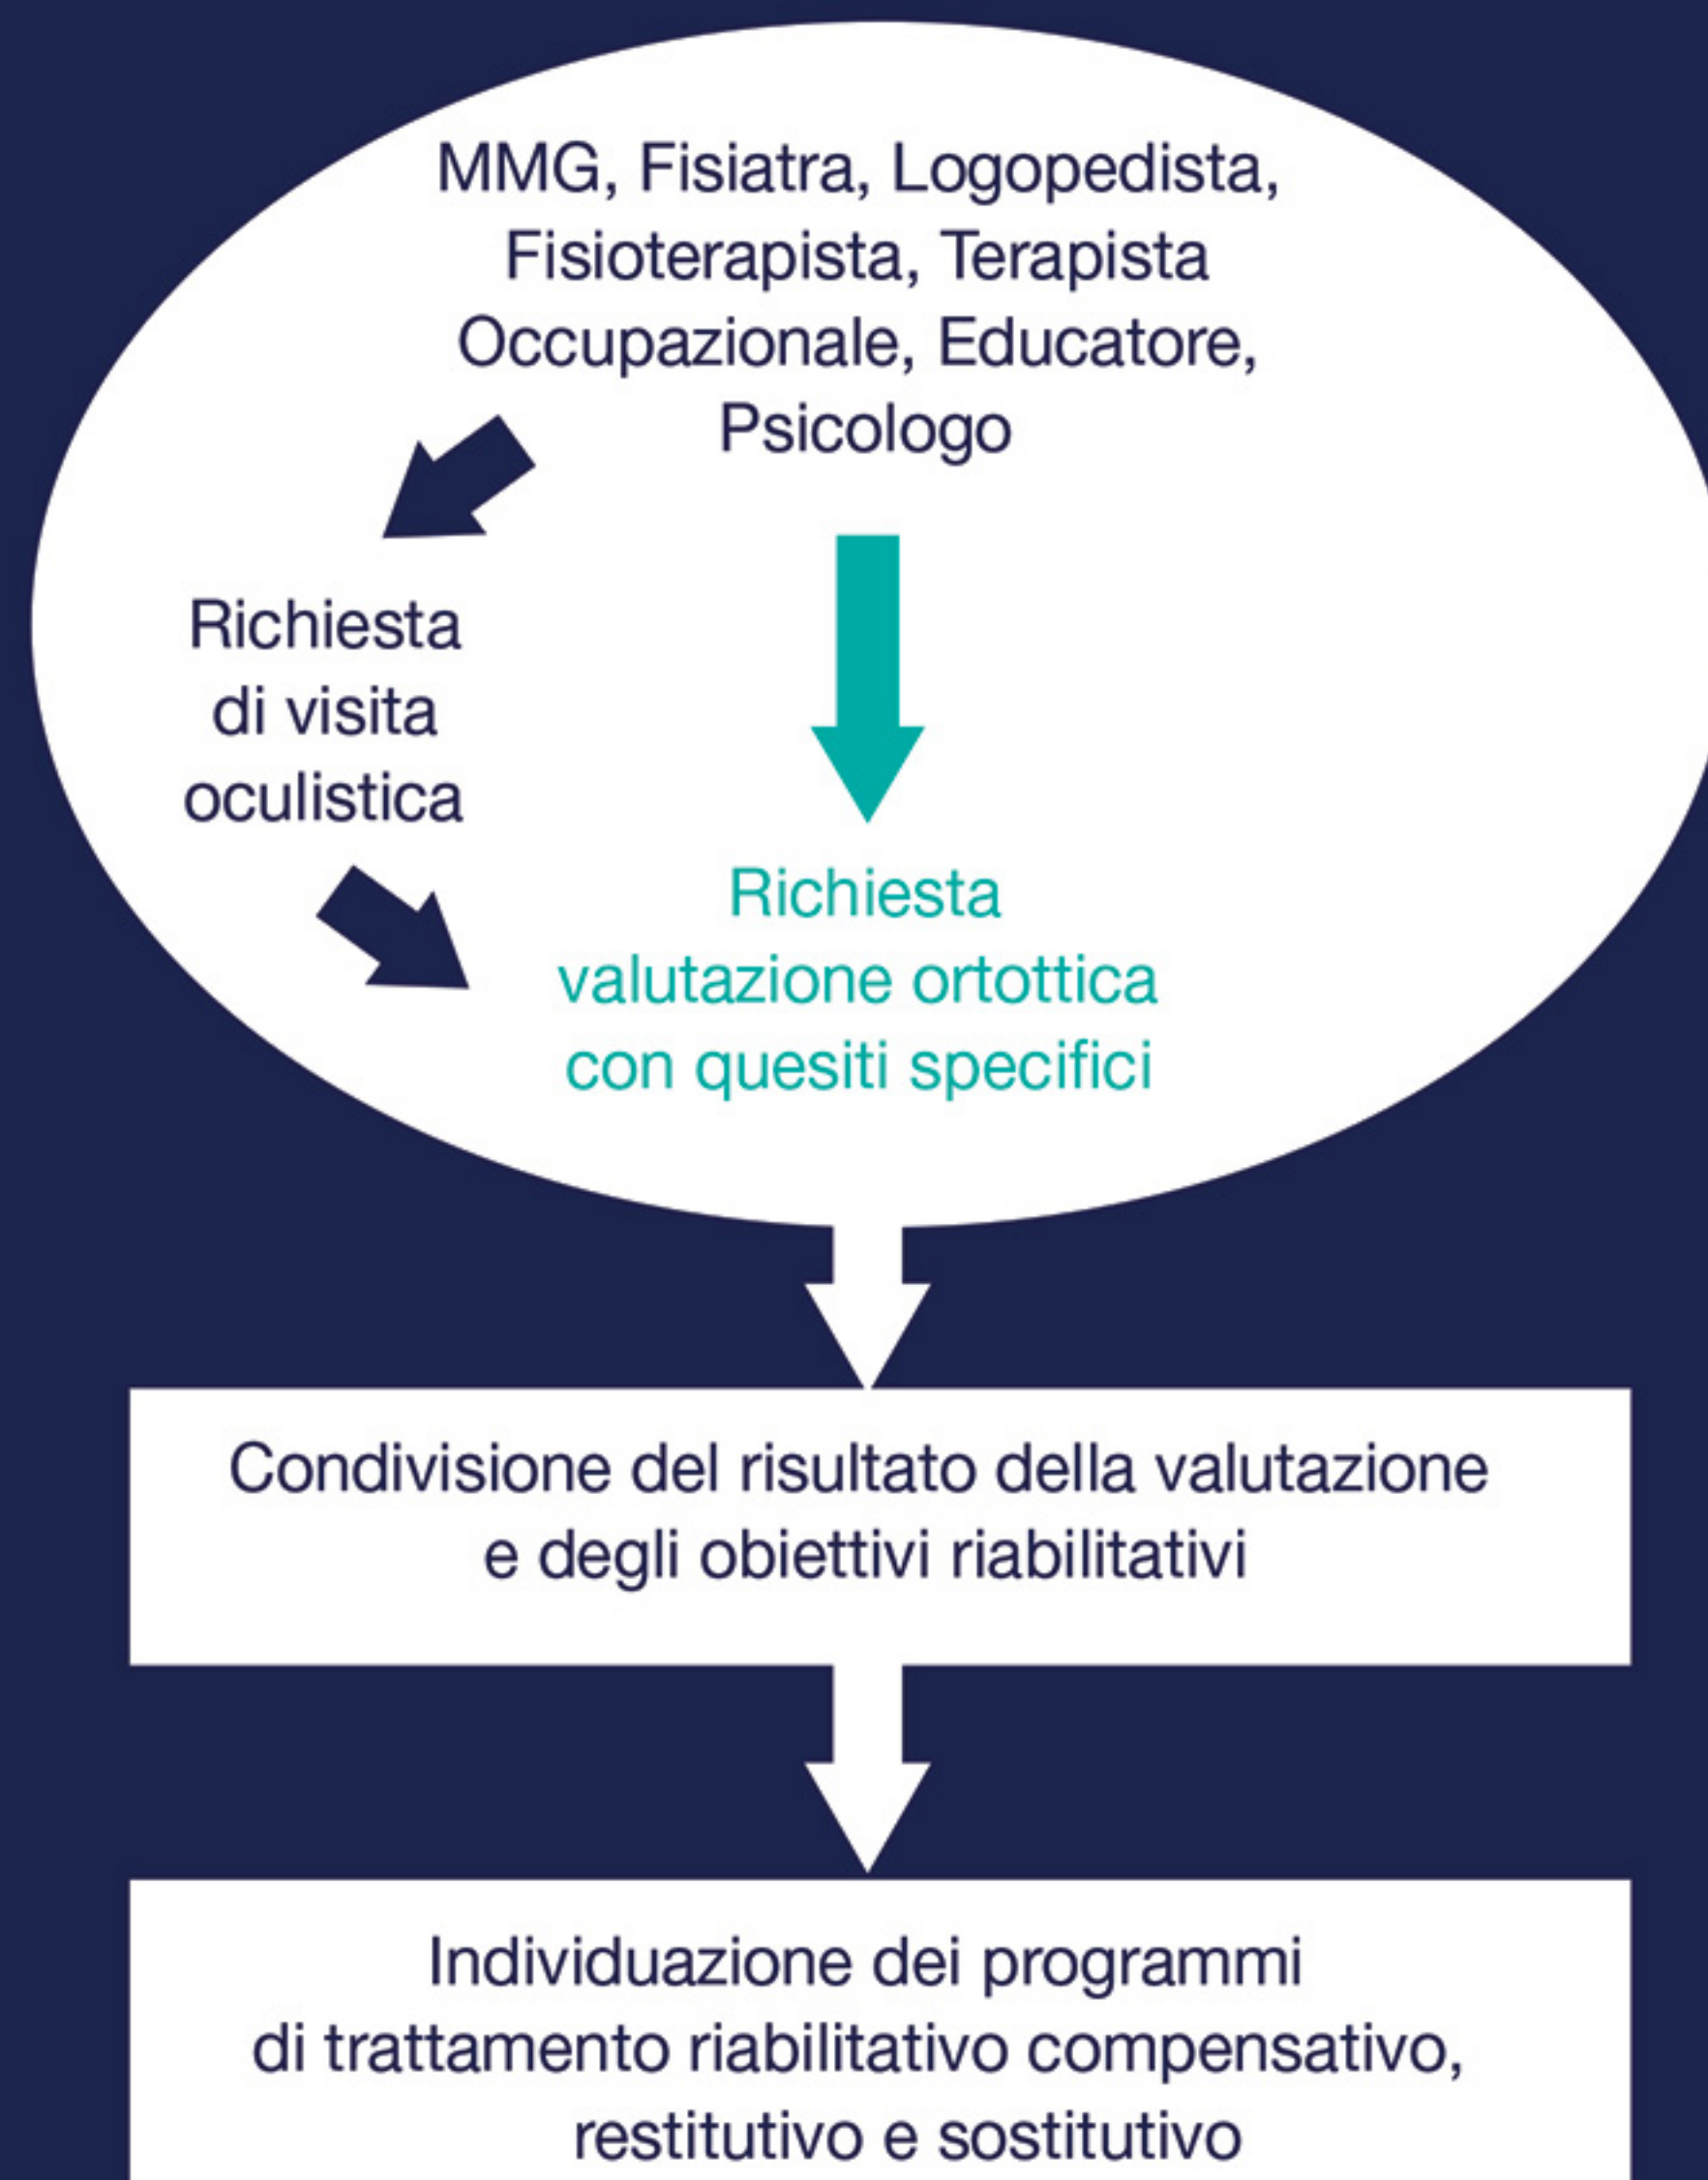 MMG, Fisiatra, Logopedista,
Fisioterapista, Terapista
Occupazionale, Educatore,
Psicologo
Richiesta
di visita
oculistica
Richiesta
valutazione ortottica
con quesiti specifici
Condivisione del risultato della valutazione
e degli obiettivi riabilitativi
Individuazione dei programmi
di trattamento riabilitativo compensativo,
restitutivo e sostitutivo